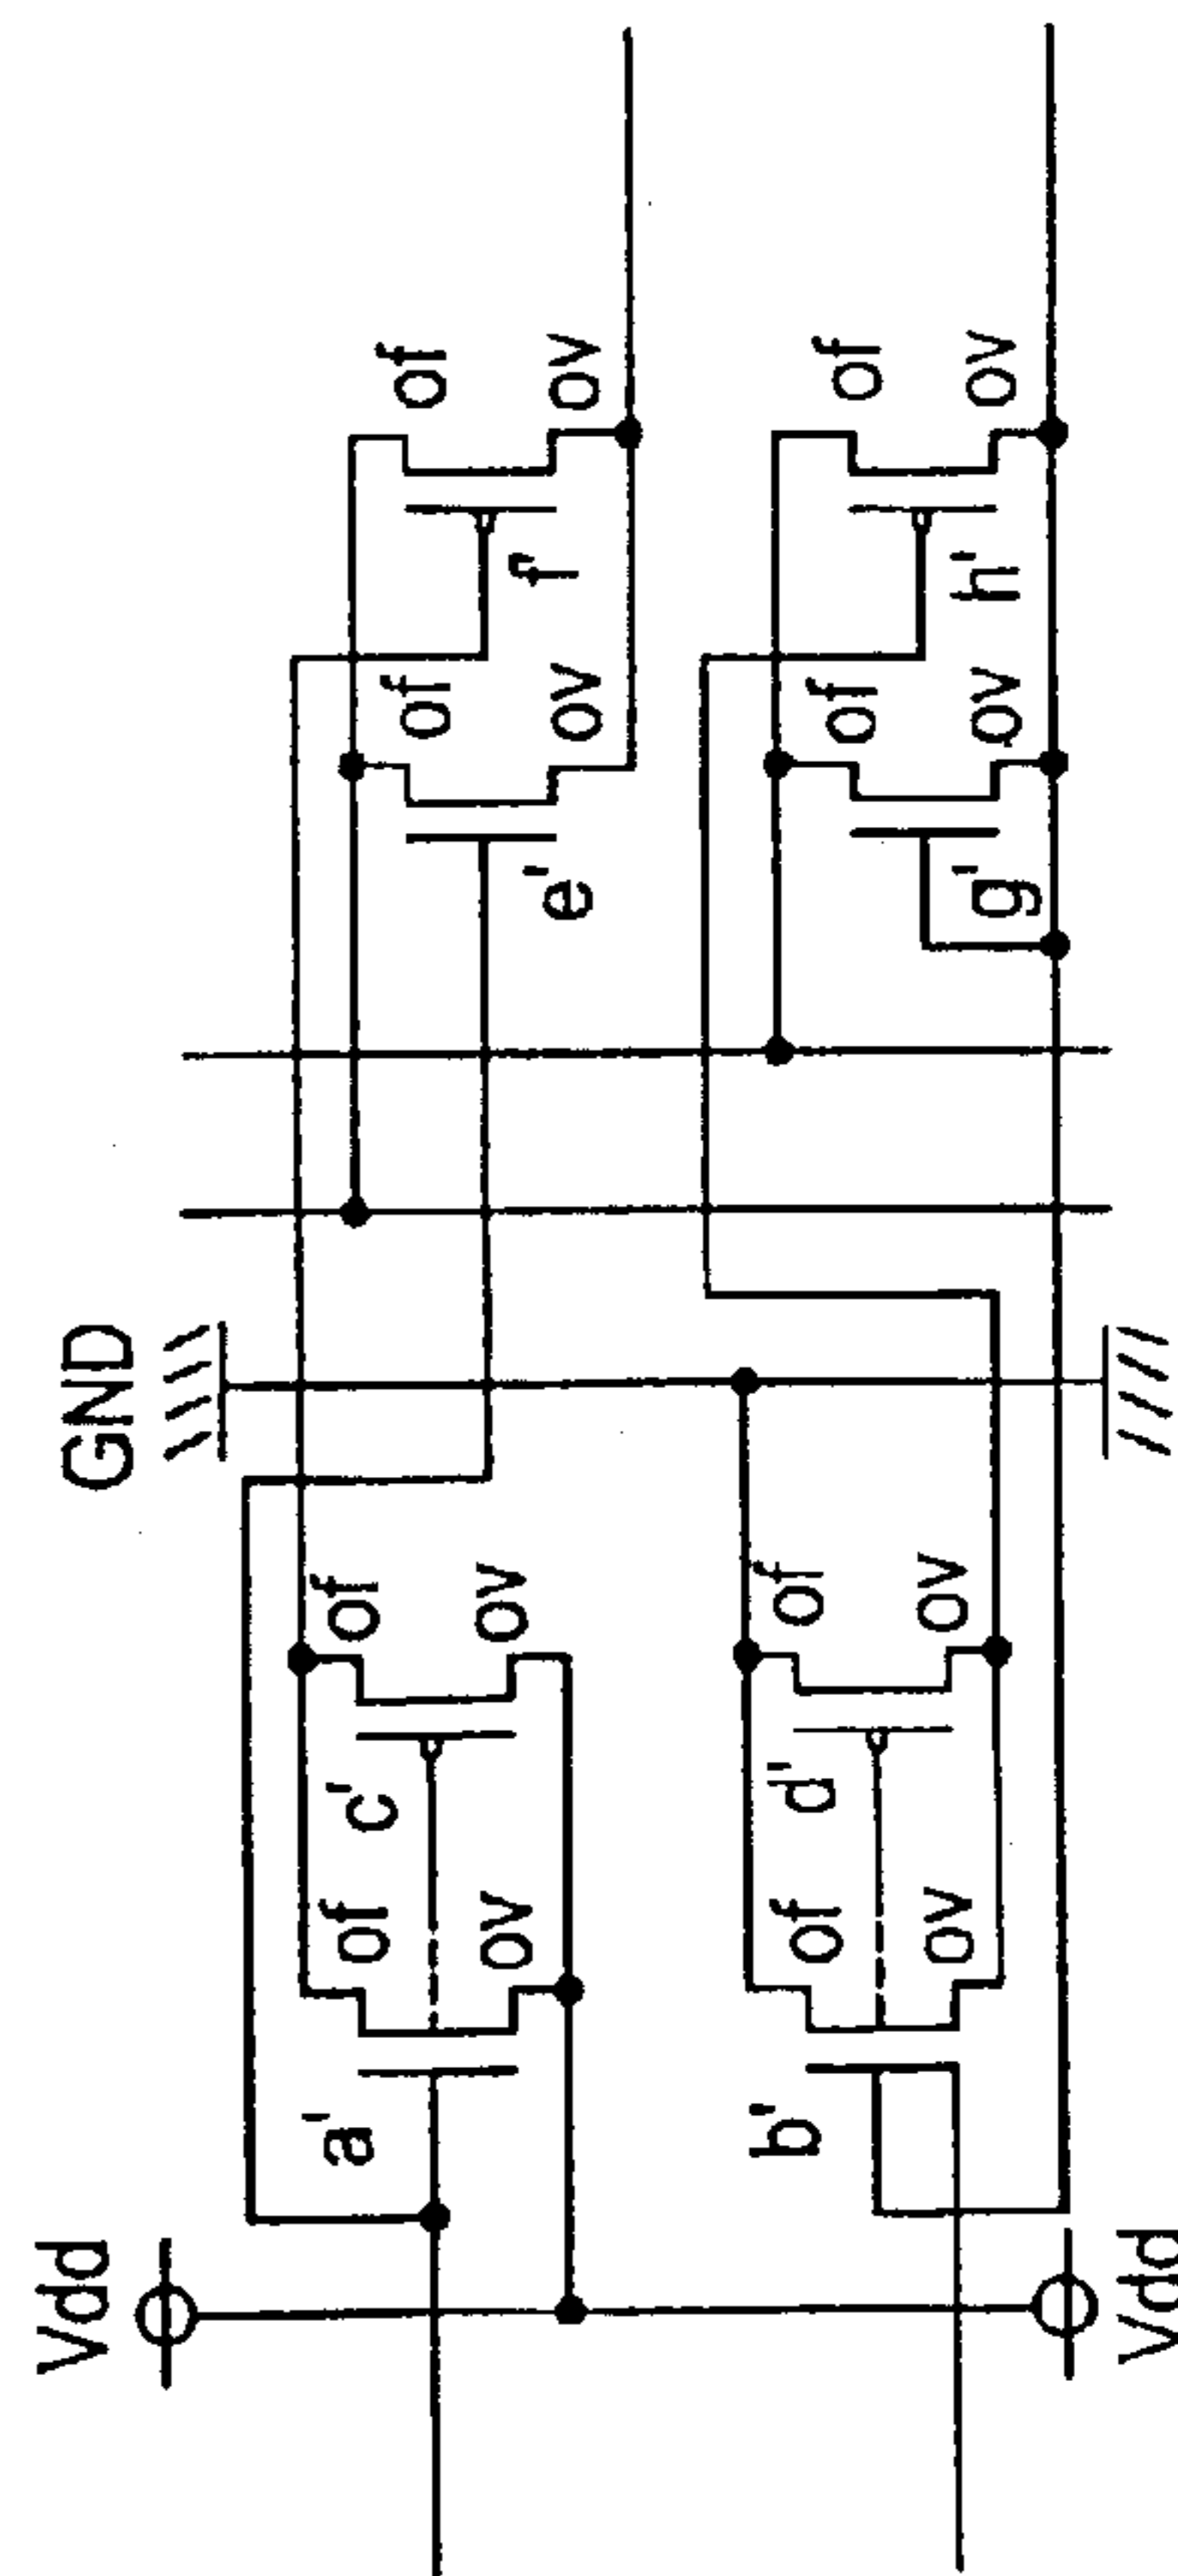 Vdd GND
a' of c' of
of of
ov ov
e' ov f' ov
b' of d' of
of of
ov ov
g' ov h' ov
Vdd